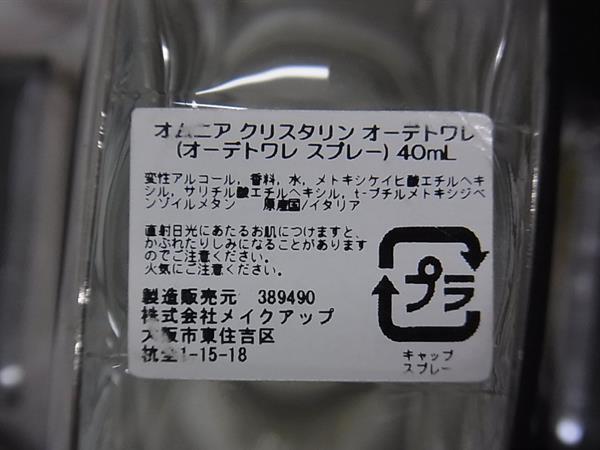 オムニア クリスタリン オーデトワレ
(オーデトワレ スプレー) 40mL
変性アルコール, 香料, 水, メトキシケイヒ酸エチルヘキ
シル, サリチル酸エチルヘキシル, t-ブチルメトキシジベ
ンゾイルメタン 原産国/イタリア
直射日光にあたるお肌につけますと、
かぶれたりしみになることがあります
のでご注意ください。
火気にご注意ください。
製造販売元 389490
株式会社メイクアップ
大阪市東住吉区
杭全1-15-18
プラ
キャップ
スプレー